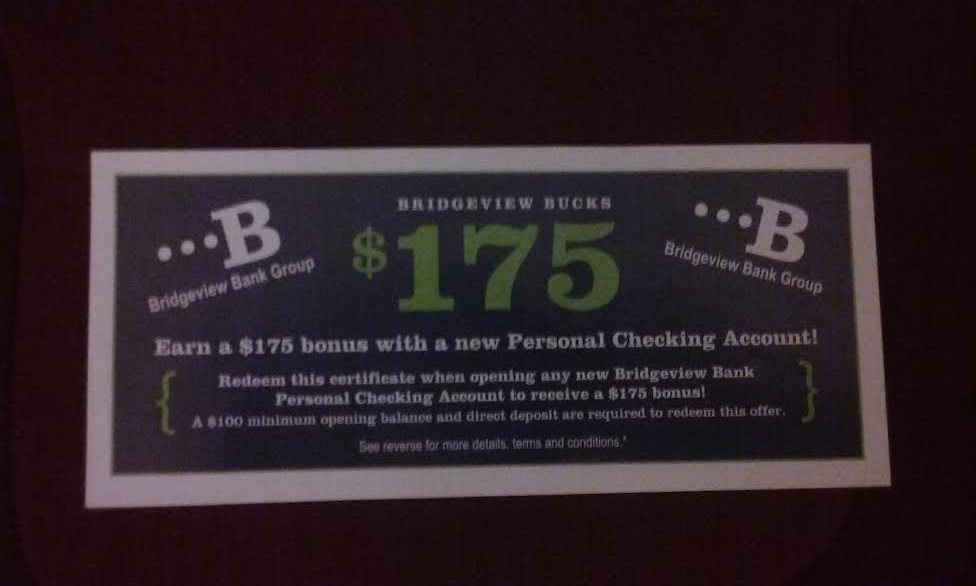 BRIDGEVIEW BUCKS
...B
Bridgeview Bank Group
$175
...B
Bridgeview Bank Group
Earn a $175 bonus with a new Personal Checking Account!
{ Redeem this certificate when opening any new Bridgeview Bank
Personal Checking Account to receive a $175 bonus!
A $100 minimum opening balance and direct deposit are required to redeem this offer. }
See reverse for more details, terms and conditions.*